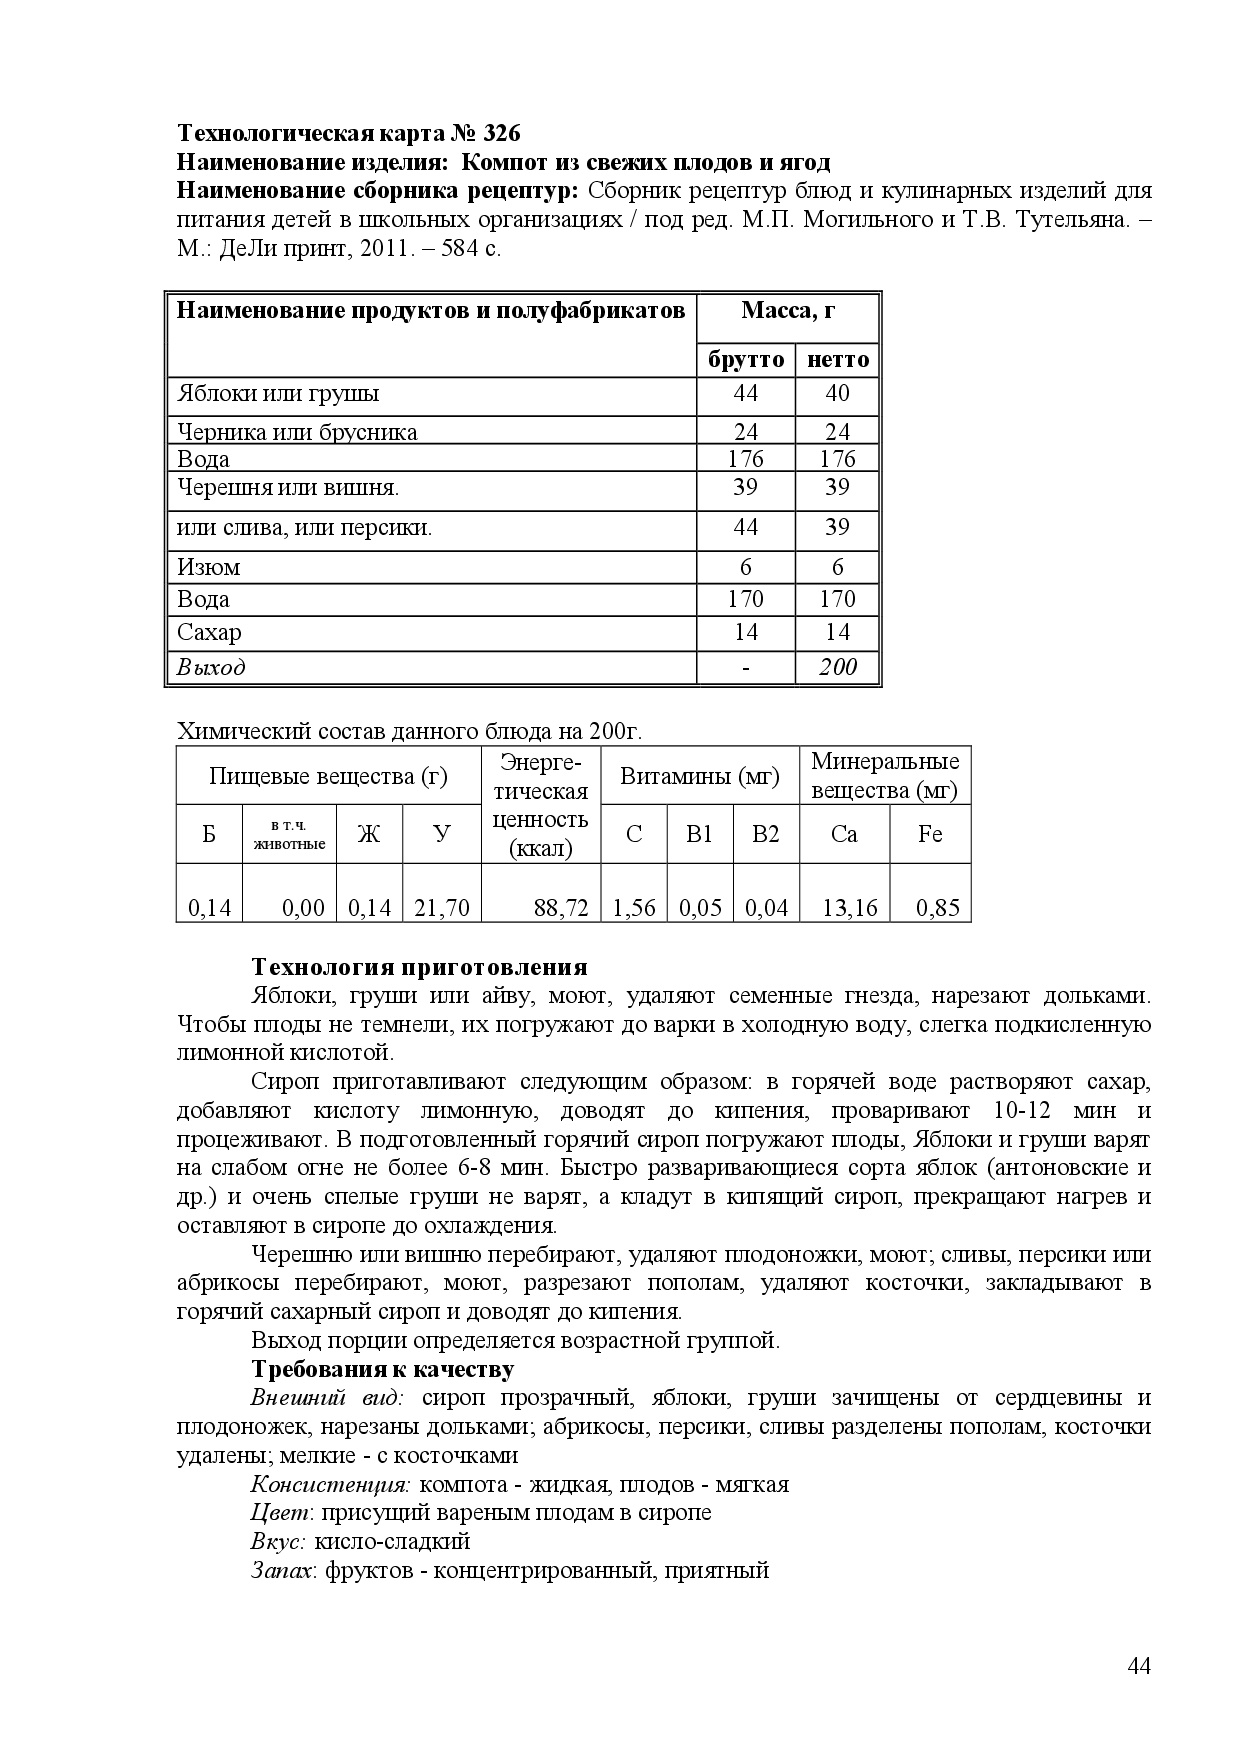 Технологическая карта № 326
Наименование изделия: Компот из свежих плодов и ягод
Наименование сборника рецептур: Сборник рецептур блюд и кулинарных изделий для
питания детей в школьных организациях / под ред. М.П. Могильного и Т.В. Тутельяна. –
М.: ДеЛи принт, 2011. – 584 с.
Наименование продуктов и полуфабрикатов Масса, г
брутто нетто
Яблоки или грушы 44 40
Черника или брусника 24 24
Вода 176 176
Черешня или вишня. 39 39
или слива, или персики. 44 39
Изюм 6 6
Вода 170 170
Сахар 14 14
Выход - 200
Химический состав данного блюда на 200г.
Пищевые вещества (г) Энерге-
тическая
ценность
(ккал) Витамины (мг) Минеральные
вещества (мг)
Б в т.ч.
животные Ж У С В1 В2 Са Fe
0,14 0,00 0,14 21,70 88,72 1,56 0,05 0,04 13,16 0,85
Технология приготовления
Яблоки, груши или айву, моют, удаляют семенные гнезда, нарезают дольками.
Чтобы плоды не темнели, их погружают до варки в холодную воду, слегка подкисленную
лимонной кислотой.
Сироп приготавливают следующим образом: в горячей воде растворяют сахар,
добавляют кислоту лимонную, доводят до кипения, проваривают 10-12 мин и
процеживают. В подготовленный горячий сироп погружают плоды, Яблоки и груши варят
на слабом огне не более 6-8 мин. Быстро разваривающиеся сорта яблок (антоновские и
др.) и очень спелые груши не варят, а кладут в кипящий сироп, прекращают нагрев и
оставляют в сиропе до охлаждения.
Черешню или вишню перебирают, удаляют плодоножки, моют; сливы, персики или
абрикосы перебирают, моют, разрезают пополам, удаляют косточки, закладывают в
горячий сахарный сироп и доводят до кипения.
Выход порции определяется возрастной группой.
Требования к качеству
Внешний вид: сироп прозрачный, яблоки, груши зачищены от сердцевины и
плодоножек, нарезаны дольками; абрикосы, персики, сливы разделены пополам, косточки
удалены; мелкие - с косточками
Консистенция: компота - жидкая, плодов - мягкая
Цвет: присущий вареным плодам в сиропе
Вкус: кисло-сладкий
Запах: фруктов - концентрированный, приятный
44